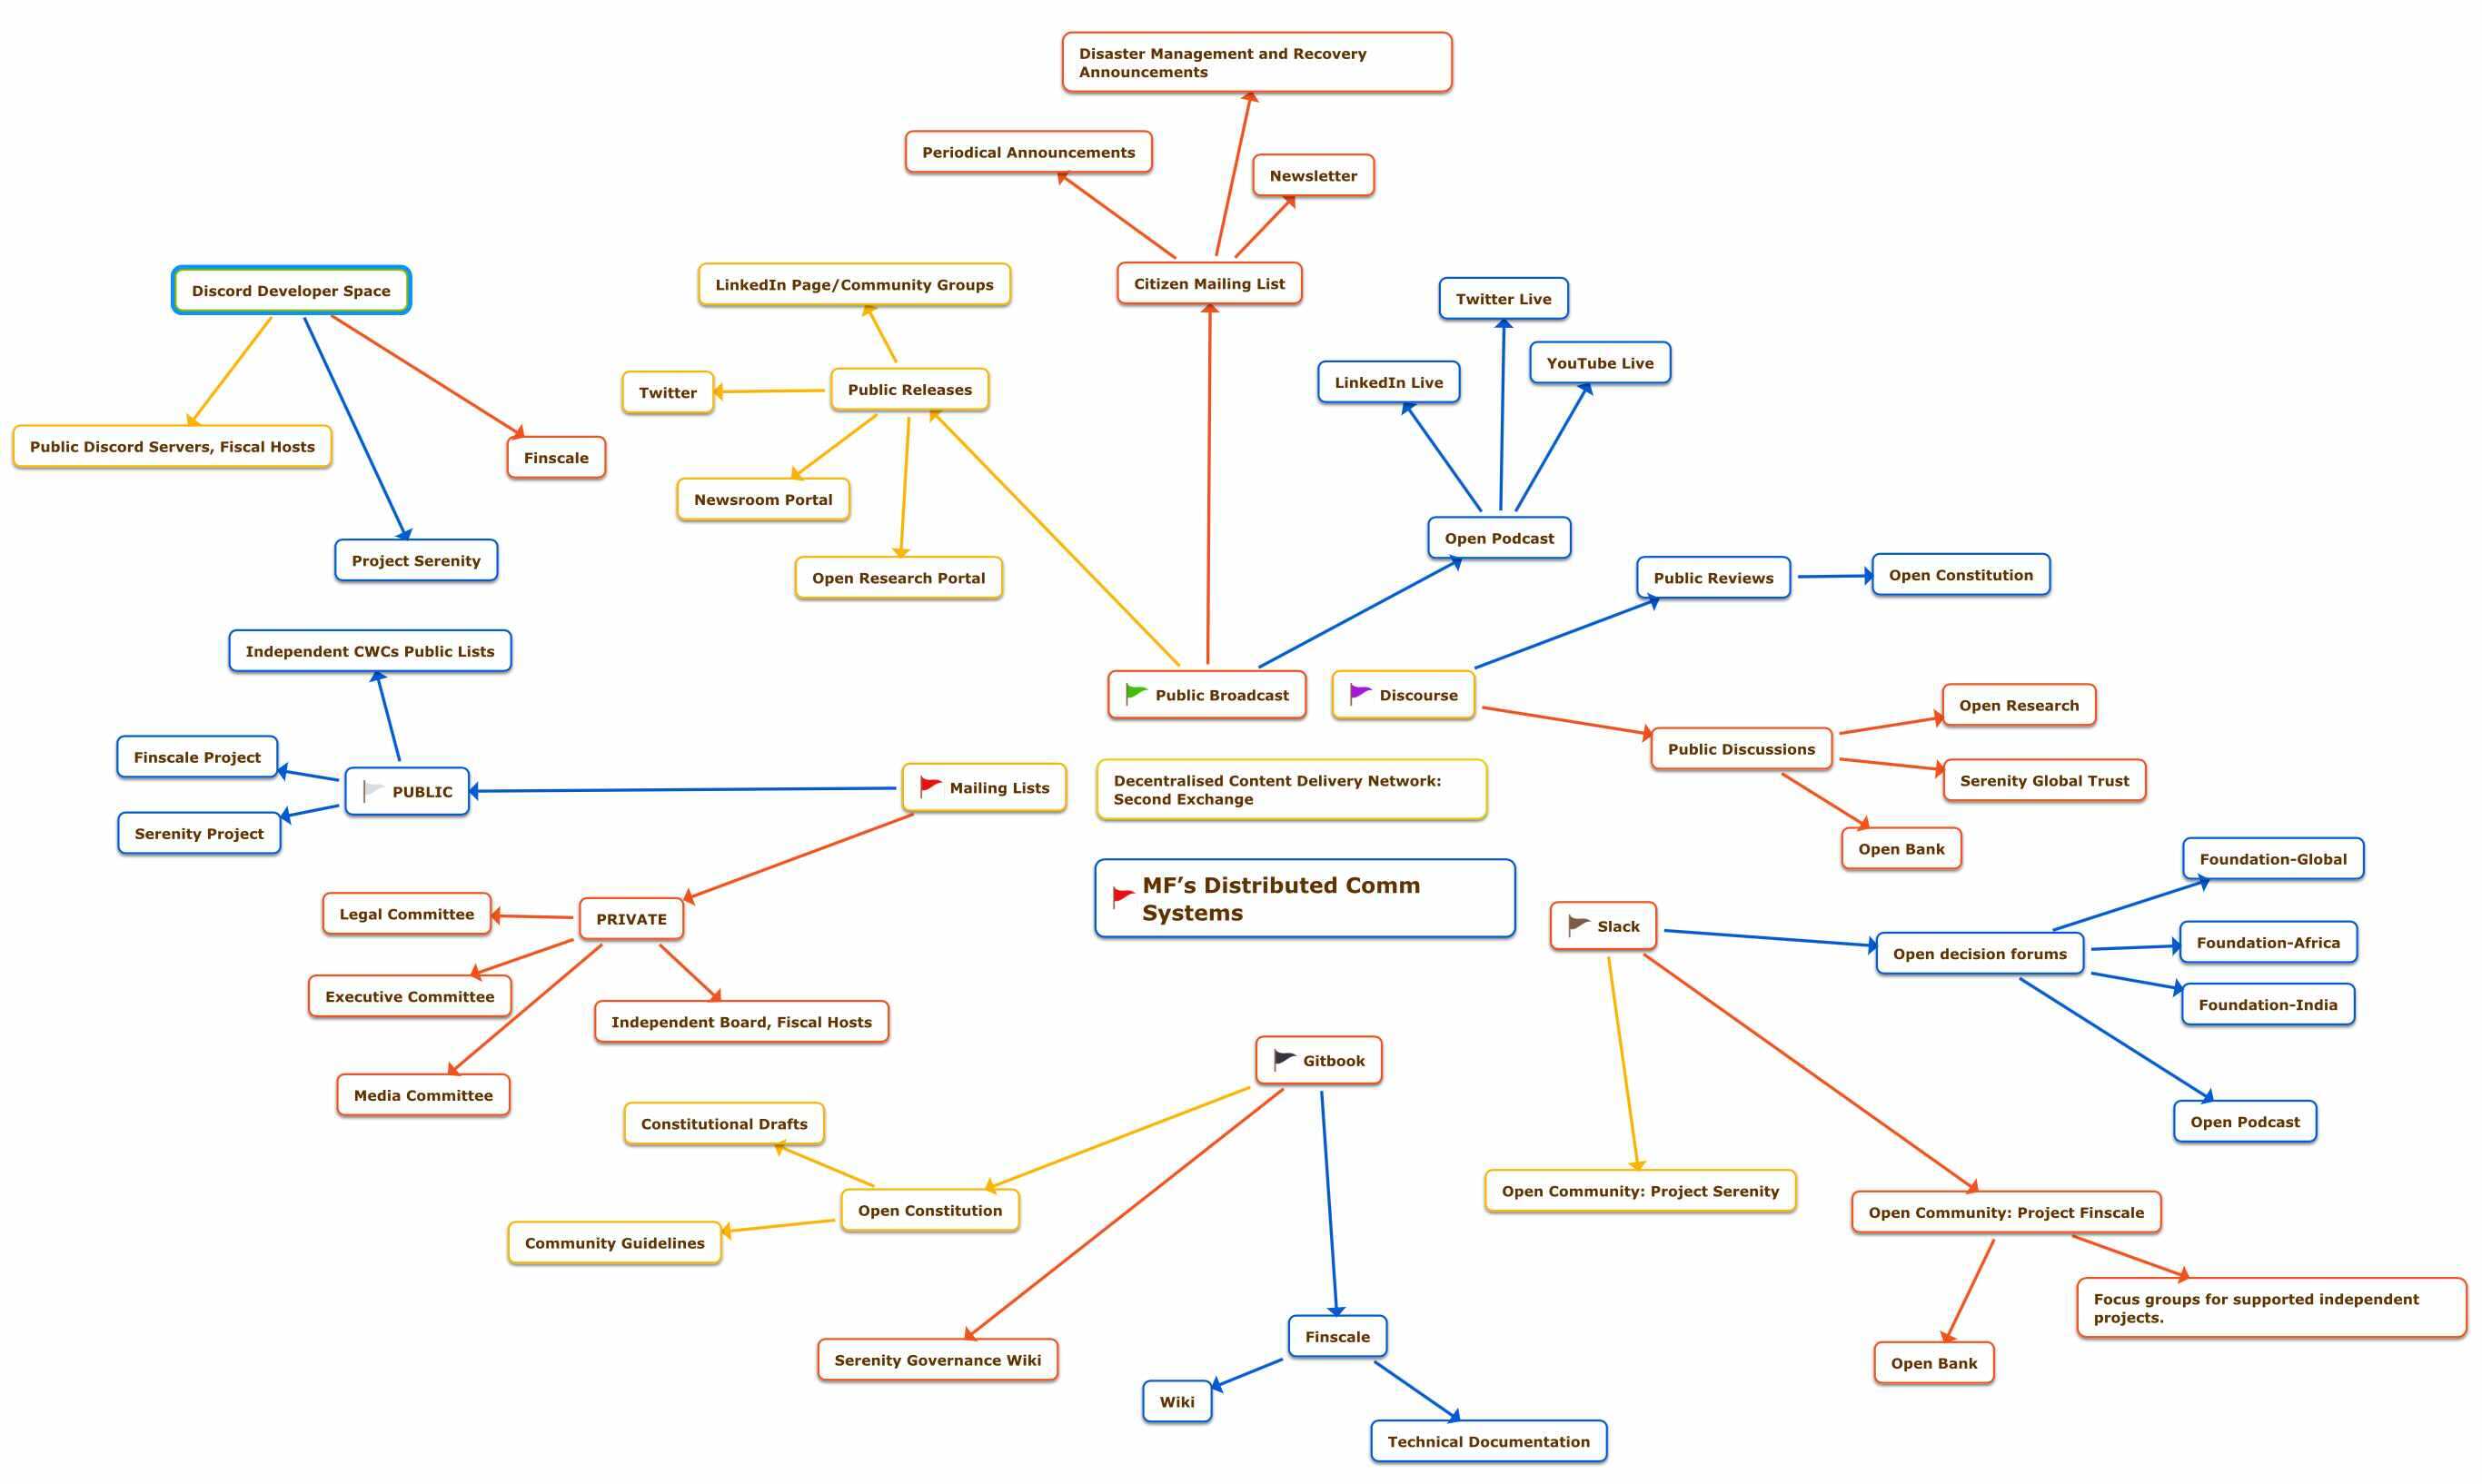 Disaster Management and Recovery
Announcements
Periodical Announcements
Newsletter
Citizen Mailing List
Discord Developer Space
LinkedIn Page/Community Groups
Twitter Live
YouTube Live
LinkedIn Live
Twitter
Public Releases
Public Discord Servers, Fiscal Hosts
Finscale
Newsroom Portal
Open Podcast
Project Serenity
Open Research Portal
Public Reviews
Open Constitution
Independent CWCs Public Lists
Public Broadcast
Discourse
Open Research
Public Discussions
Finscale Project
Serenity Global Trust
PUBLIC
Mailing Lists
Decentralised Content Delivery Network:
Second Exchange
Serenity Project
Open Bank
Foundation-Global
MF’s Distributed Comm
Systems
Legal Committee
PRIVATE
Slack
Foundation-Africa
Open decision forums
Executive Committee
Foundation-India
Independent Board, Fiscal Hosts
Gitbook
Media Committee
Constitutional Drafts
Open Podcast
Open Community: Project Serenity
Open Constitution
Open Community: Project Finscale
Community Guidelines
Focus groups for supported independent
projects.
Finscale
Serenity Governance Wiki
Open Bank
Wiki
Technical Documentation